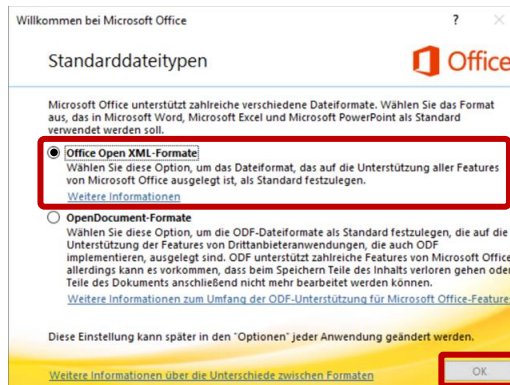 Willkommen bei Microsoft Office ?
Standarddateitypen Office
Microsoft Office unterstützt zahlreiche verschiedene Dateiformate. Wählen Sie das Format
aus, das in Microsoft Word, Microsoft Excel und Microsoft PowerPoint als Standard
verwendet werden soll.
Office Open XML-Formate
Wählen Sie diese Option, um das Dateiformat, das auf die Unterstützung aller Features
von Microsoft Office ausgelegt ist, als Standard festzulegen.
Weitere Informationen
OpenDocument-Formate
Wählen Sie diese Option, um die ODF-Dateiformate als Standard festzulegen, die auf die
Unterstützung der Features von Drittanbieteranwendungen, die auch ODF
implementieren, ausgelegt sind. ODF unterstützt zahlreiche Features von Microsoft Office
allerdings kann es vorkommen, dass beim Speichern Teile des Inhalts verloren gehen oder
Teile des Dokuments anschließend nicht mehr bearbeitet werden können.
Weitere Informationen zum Umfang der ODF-Unterstützung für Microsoft Office-Features
Diese Einstellung kann später in den "Optionen" jeder Anwendung geändert werden.
Weitere Informationen über die Unterschiede zwischen Formaten OK